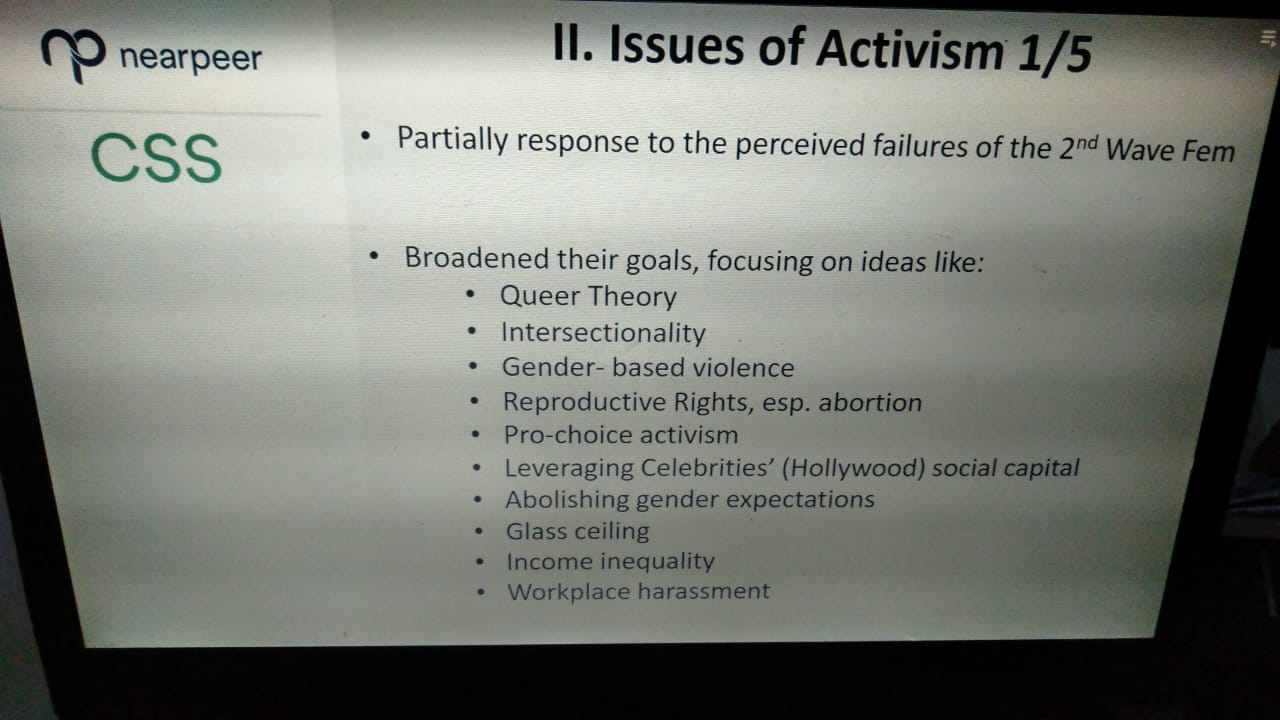 nearpeer
CSS
II. Issues of Activism 1/5
• Partially response to the perceived failures of the 2nd Wave Fem
• Broadened their goals, focusing on ideas like:
• Queer Theory
• Intersectionality
• Gender- based violence
• Reproductive Rights, esp. abortion
• Pro-choice activism
• Leveraging Celebrities’ (Hollywood) social capital
• Abolishing gender expectations
• Glass ceiling
• Income inequality
• Workplace harassment